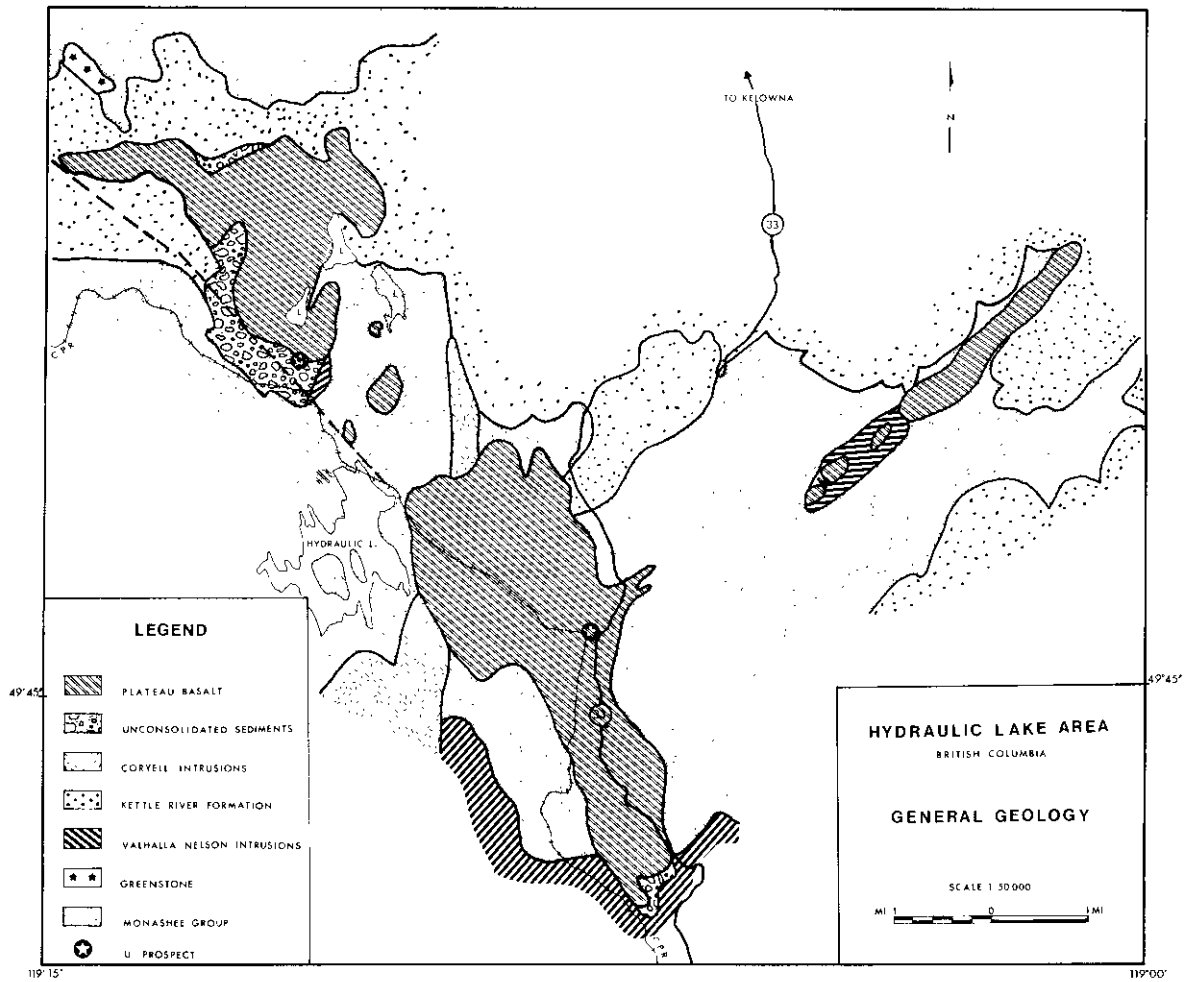 TO KELOWNA
N
33
C P R
L
L
L
HYDRAULIC L.
33
C P R
LEGEND
PLATEAU BASALT
UNCONSOLIDATED SEDIMENTS
CORYELL INTRUSIONS
KETTLE RIVER FORMATION
VALHALLA NELSON INTRUSIONS
GREENSTONE
MONASHEE GROUP
U PROSPECT
49°45'
49°45"
HYDRAULIC LAKE AREA
BRITISH COLUMBIA
GENERAL GEOLOGY
SCALE 1 50 000
MI 1 0 1 MI
119°15"
119°00'